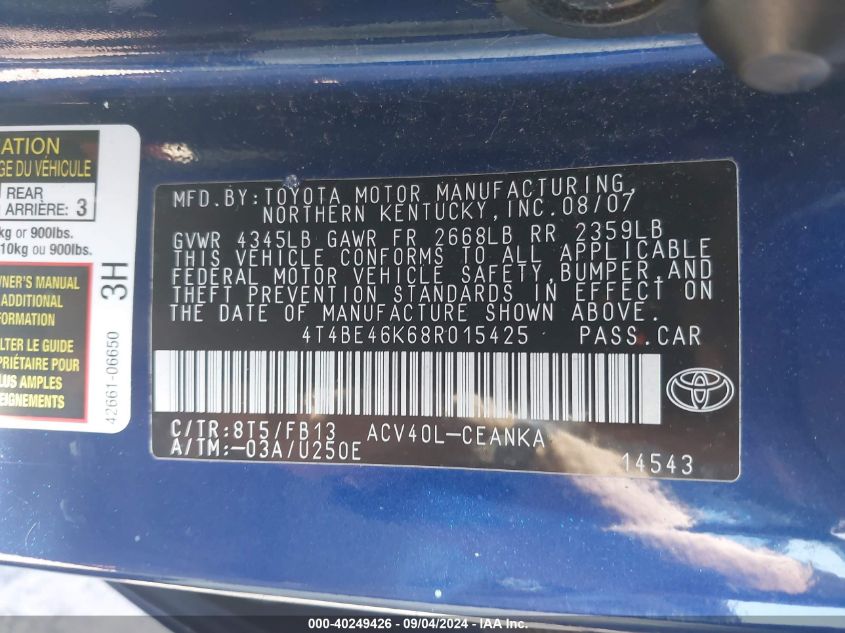 ATION
GE DU VÉHICULE
REAR
ARRIÈRE: 3
kg or 900lbs.
10kg ou 900lbs.
WNER'S MANUAL
ADDITIONAL
FORMATION
LTER LE GUIDE
PRIÉTAIRE POUR
US AMPLES
EIGNEMENTS
3H
42661-06650
MFD. BY: TOYOTA MOTOR MANUFACTURING,
NORTHERN KENTUCKY, INC. 08/07
GVWR 4345LB GAWR FR 2668LB RR 2359LB
THIS VEHICLE CONFORMS TO ALL APPLICABLE
FEDERAL MOTOR VEHICLE SAFETY, BUMPER, AND
THEFT PREVENTION STANDARDS IN EFFECT ON
THE DATE OF MANUFACTURE SHOWN ABOVE.
4T4BE46K68R015425 PASS. CAR
C/TR: 8T5/FB13 ACV40L-CEANKA
A/TM: -03A/U250E
14543
000-40249426 - 09/04/2024 - IAA Inc.